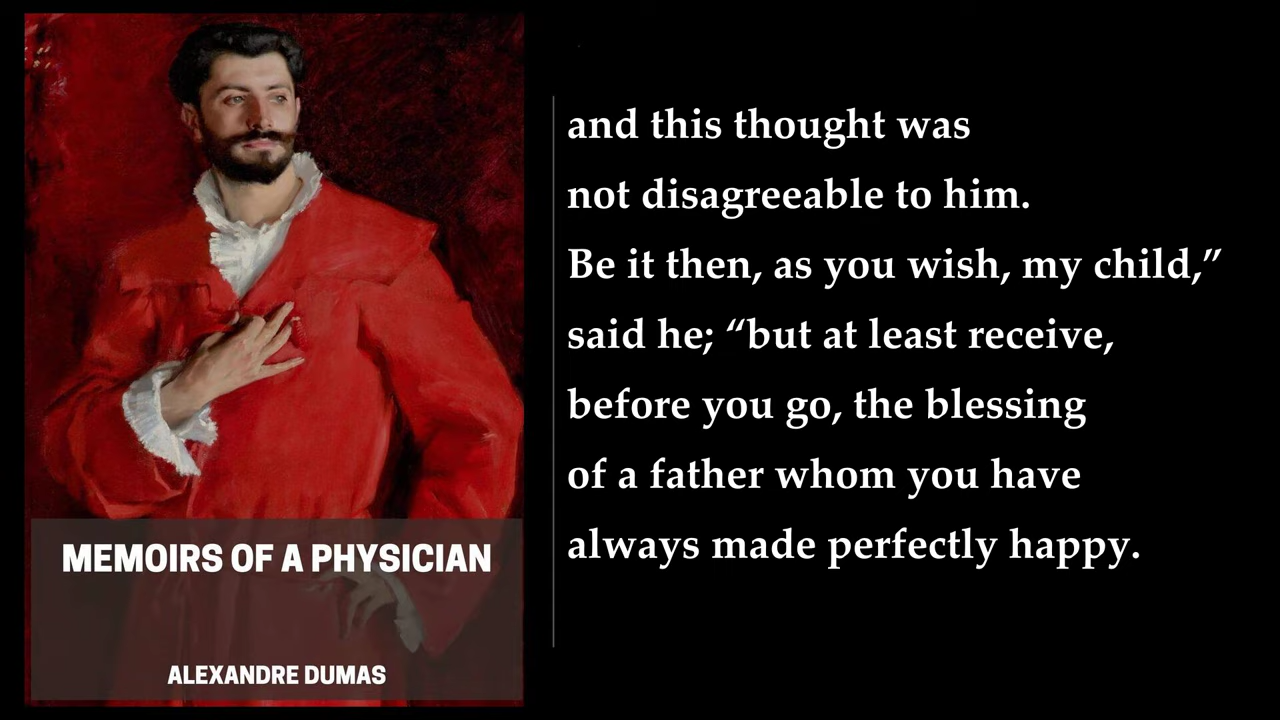 MEMOIRS OF A PHYSICIAN
ALEXANDRE DUMAS
and this thought was
not disagreeable to him.
Be it then, as you wish, my child,”
said he; “but at least receive,
before you go, the blessing
of a father whom you have
always made perfectly happy.